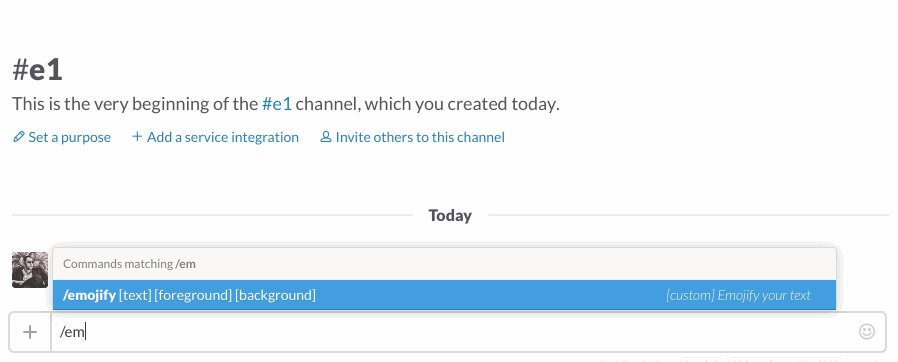 #e1
This is the very beginning of the #e1 channel, which you created today.
Set a purpose + Add a service integration Invite others to this channel
Today
Commands matching /em
/emojify [text] [foreground] [background] [custom] Emojify your text
/em